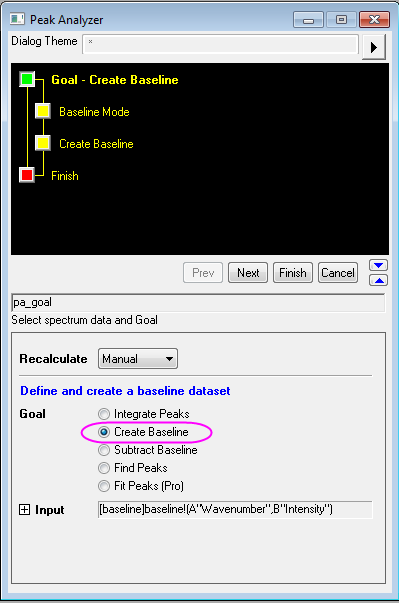 Peak Analyzer
Dialog Theme *
Goal - Create Baseline
Baseline Mode
Create Baseline
Finish
Prev Next Finish Cancel
pa_goal
Select spectrum data and Goal
Recalculate Manual
Define and create a baseline dataset
Goal Integrate Peaks
Create Baseline
Subtract Baseline
Find Peaks
Fit Peaks (Pro)
Input [baseline]baseline!(A"Wavenumber",B"Intensity")